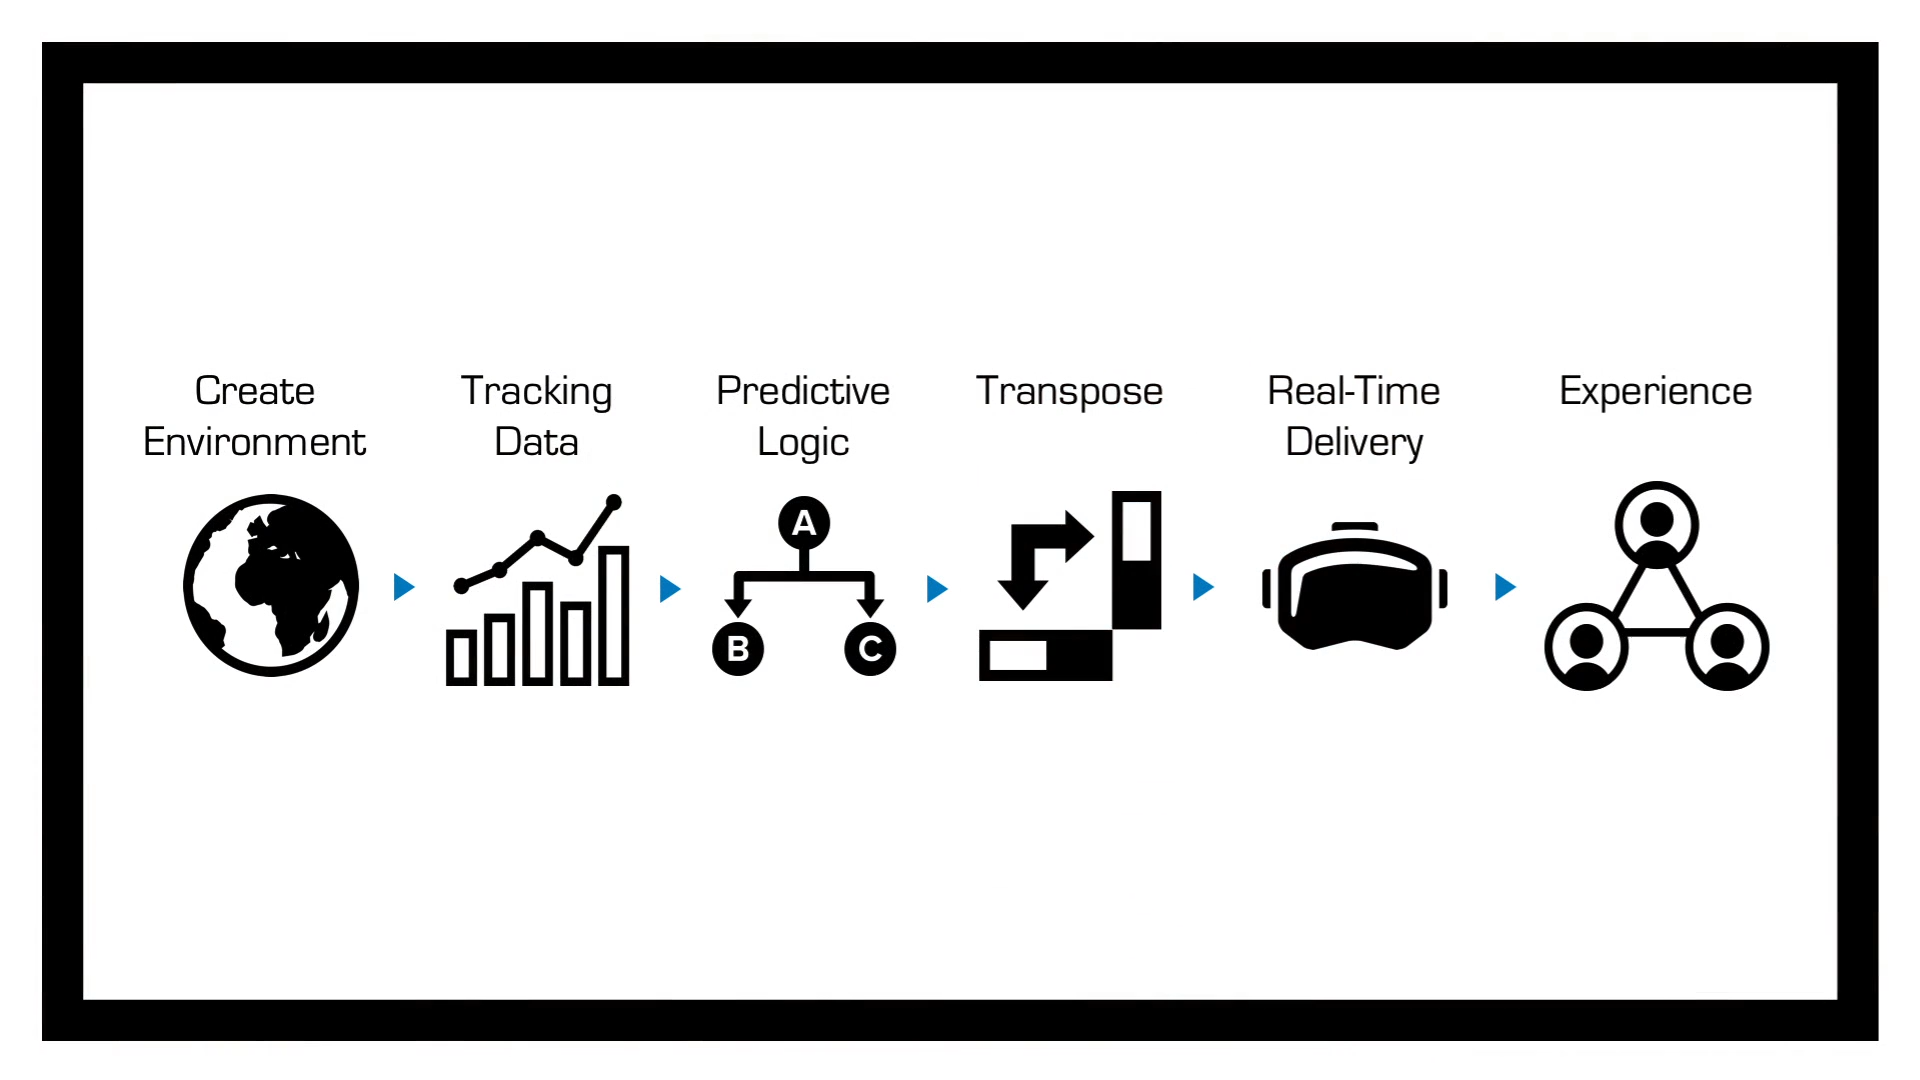 Create
Environment
Tracking
Data
Predictive
Logic
Transpose
Real-Time
Delivery
Experience
A
B
C